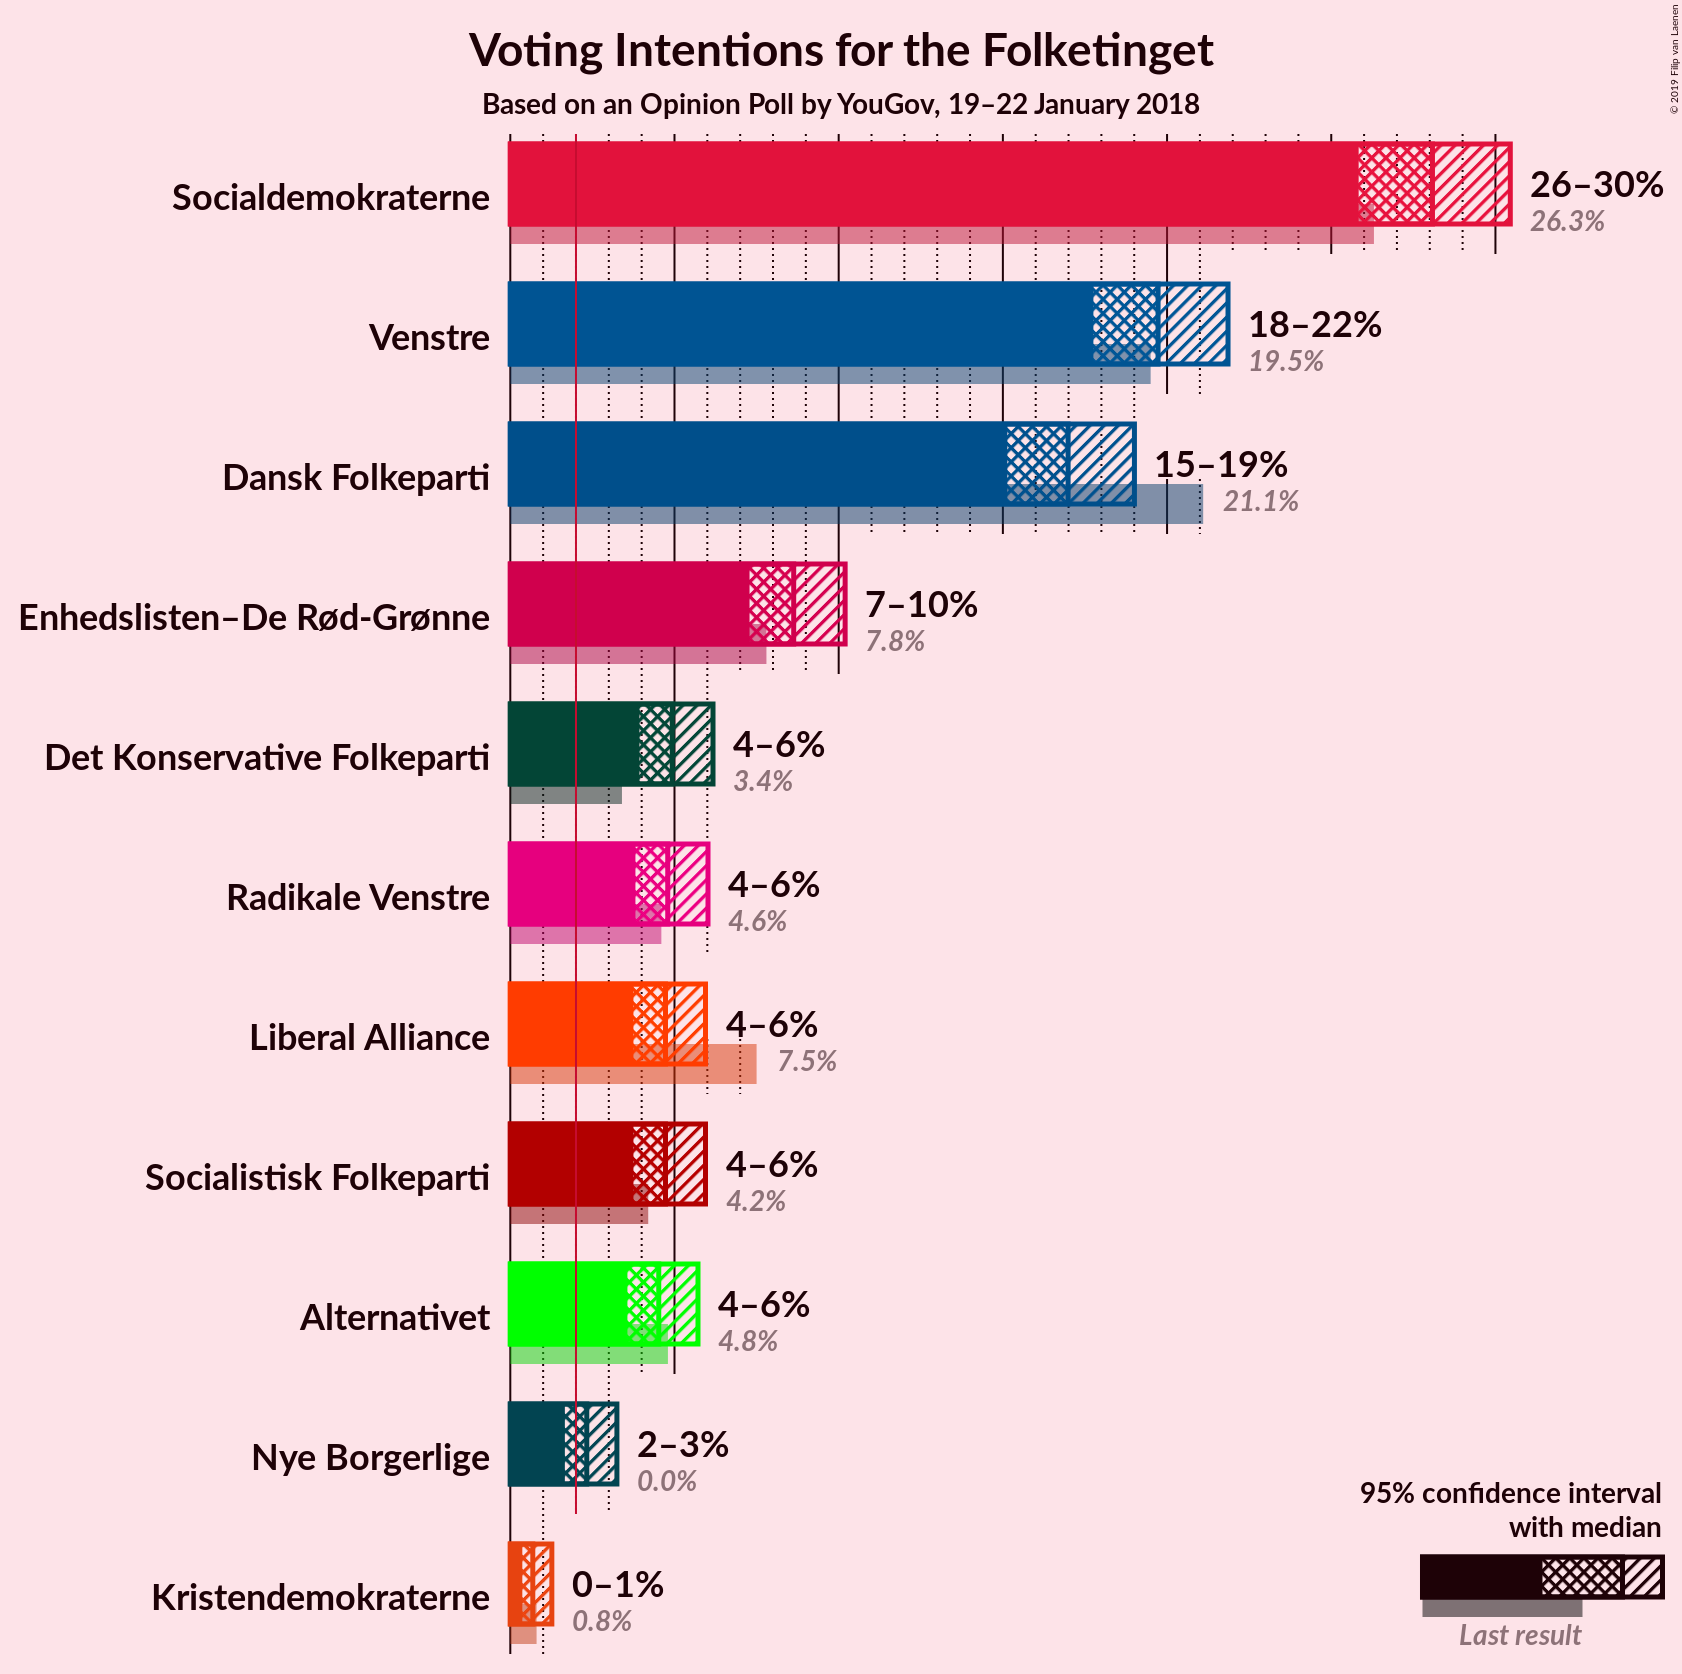 Voting Intentions for the Folketinget
Based on an Opinion Poll by YouGov, 19–22 January 2018
© 2019 Filip van Laenen
Socialdemokraterne
26–30%
26.3%
Venstre
18–22%
19.5%
Dansk Folkeparti
15–19%
21.1%
Enhedslisten–De Rød-Grønne
7–10%
7.8%
Det Konservative Folkeparti
4–6%
3.4%
Radikale Venstre
4–6%
4.6%
Liberal Alliance
4–6%
7.5%
Socialistisk Folkeparti
4–6%
4.2%
Alternativet
4–6%
4.8%
Nye Borgerlige
2–3%
0.0%
Kristendemokraterne
0–1%
0.8%
95% confidence interval
with median
Last result